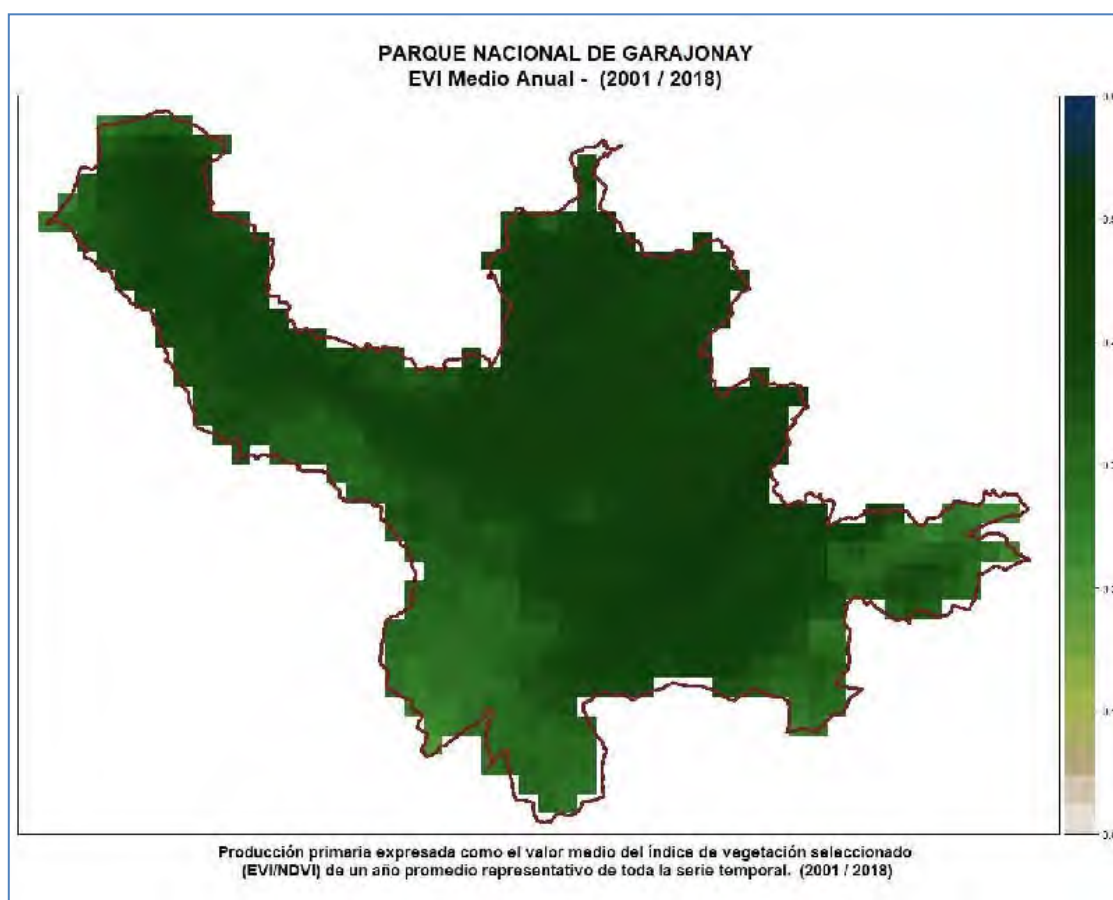 PARQUE NACIONAL DE GARAJONAY
EVI Medio Anual - (2001 / 2018)
Producción primaria expresada como el valor medio del índice de vegetación seleccionado
(EVI/NDVI) de un año promedio representativo de toda la serie temporal. (2001 / 2018)